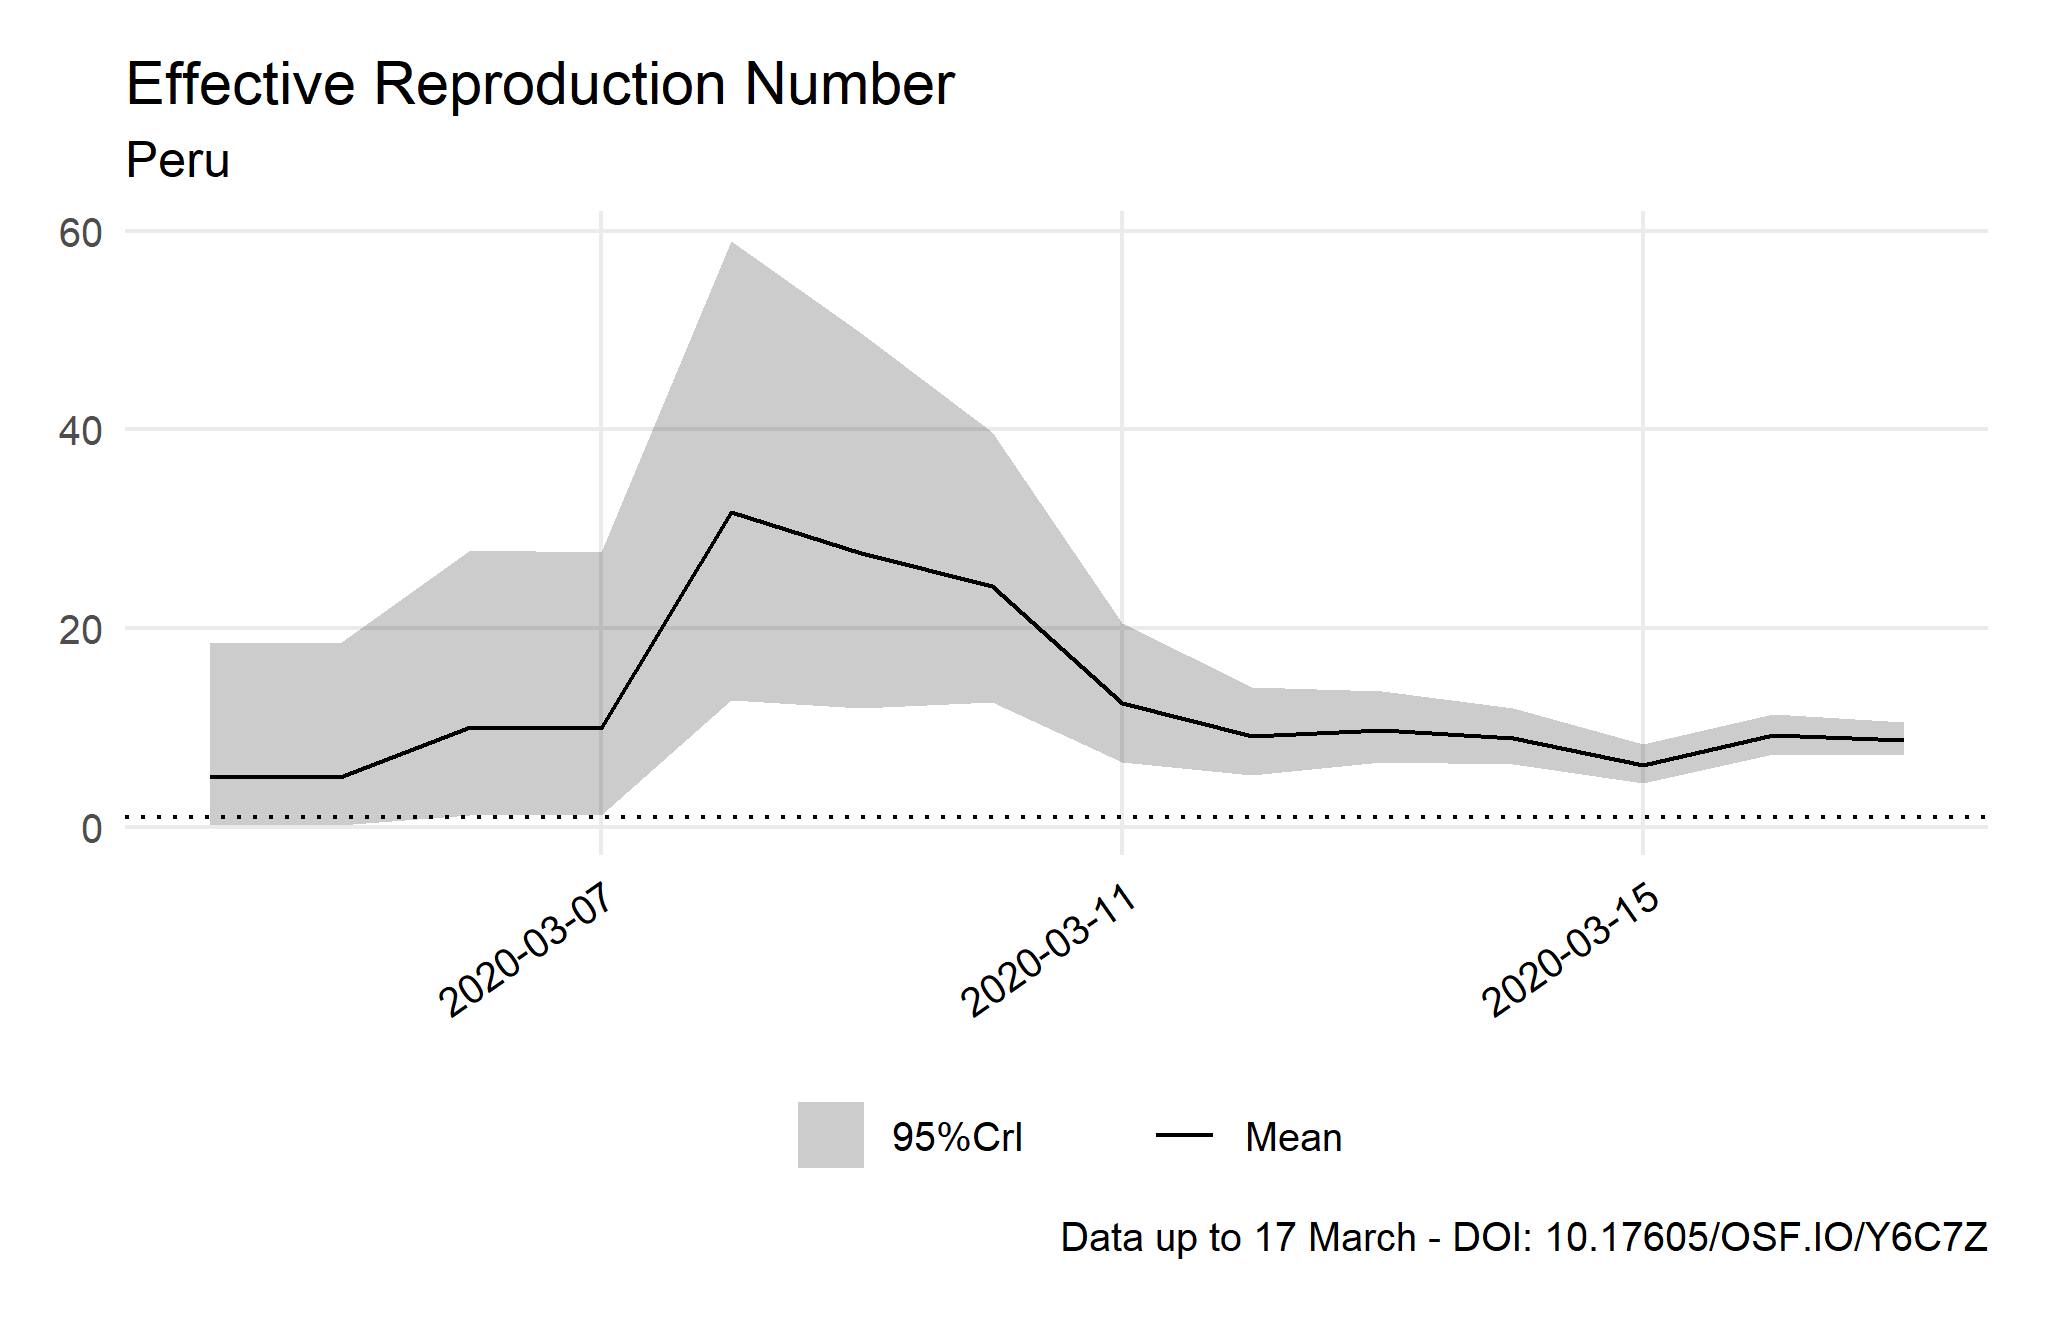 Effective Reproduction Number
Peru
60
40
20
0
2020-03-07
2020-03-11
2020-03-15
95%CrI
Mean
Data up to 17 March - DOI: 10.17605/OSF.IO/Y6C7Z